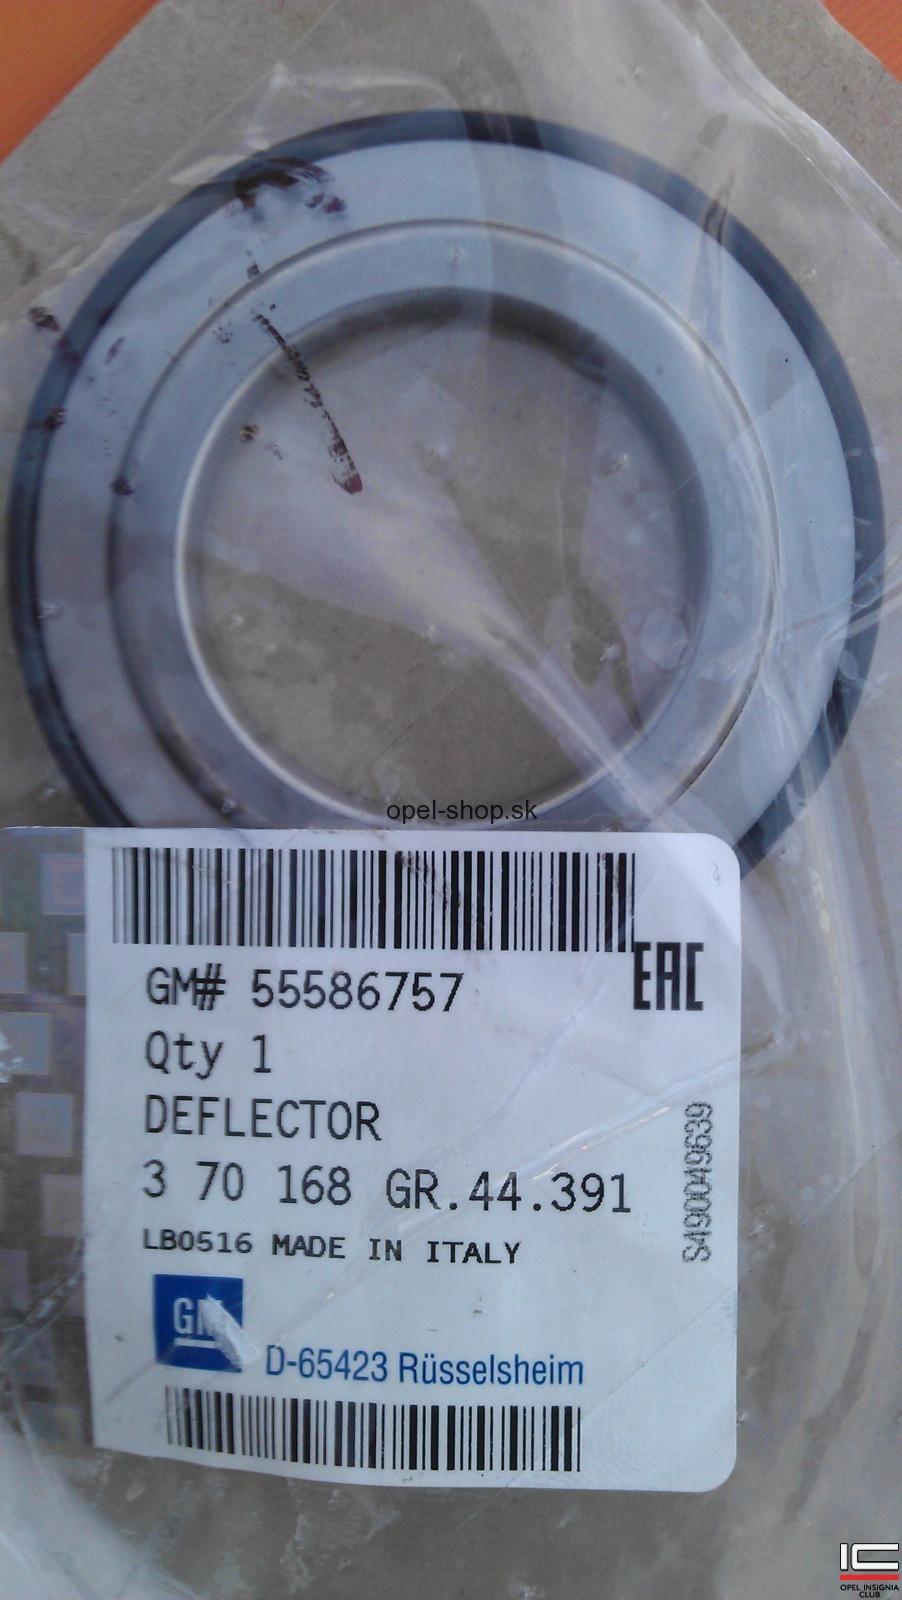 opel-shop.sk
EAC
GM# 55586757
Qty 1
DEFLECTOR
3 70 168 GR.44.391
LB0516 MADE IN ITALY
S490049639
GM
D-65423 Rüsselsheim
IC
OPEL INSIGNIA
CLUB